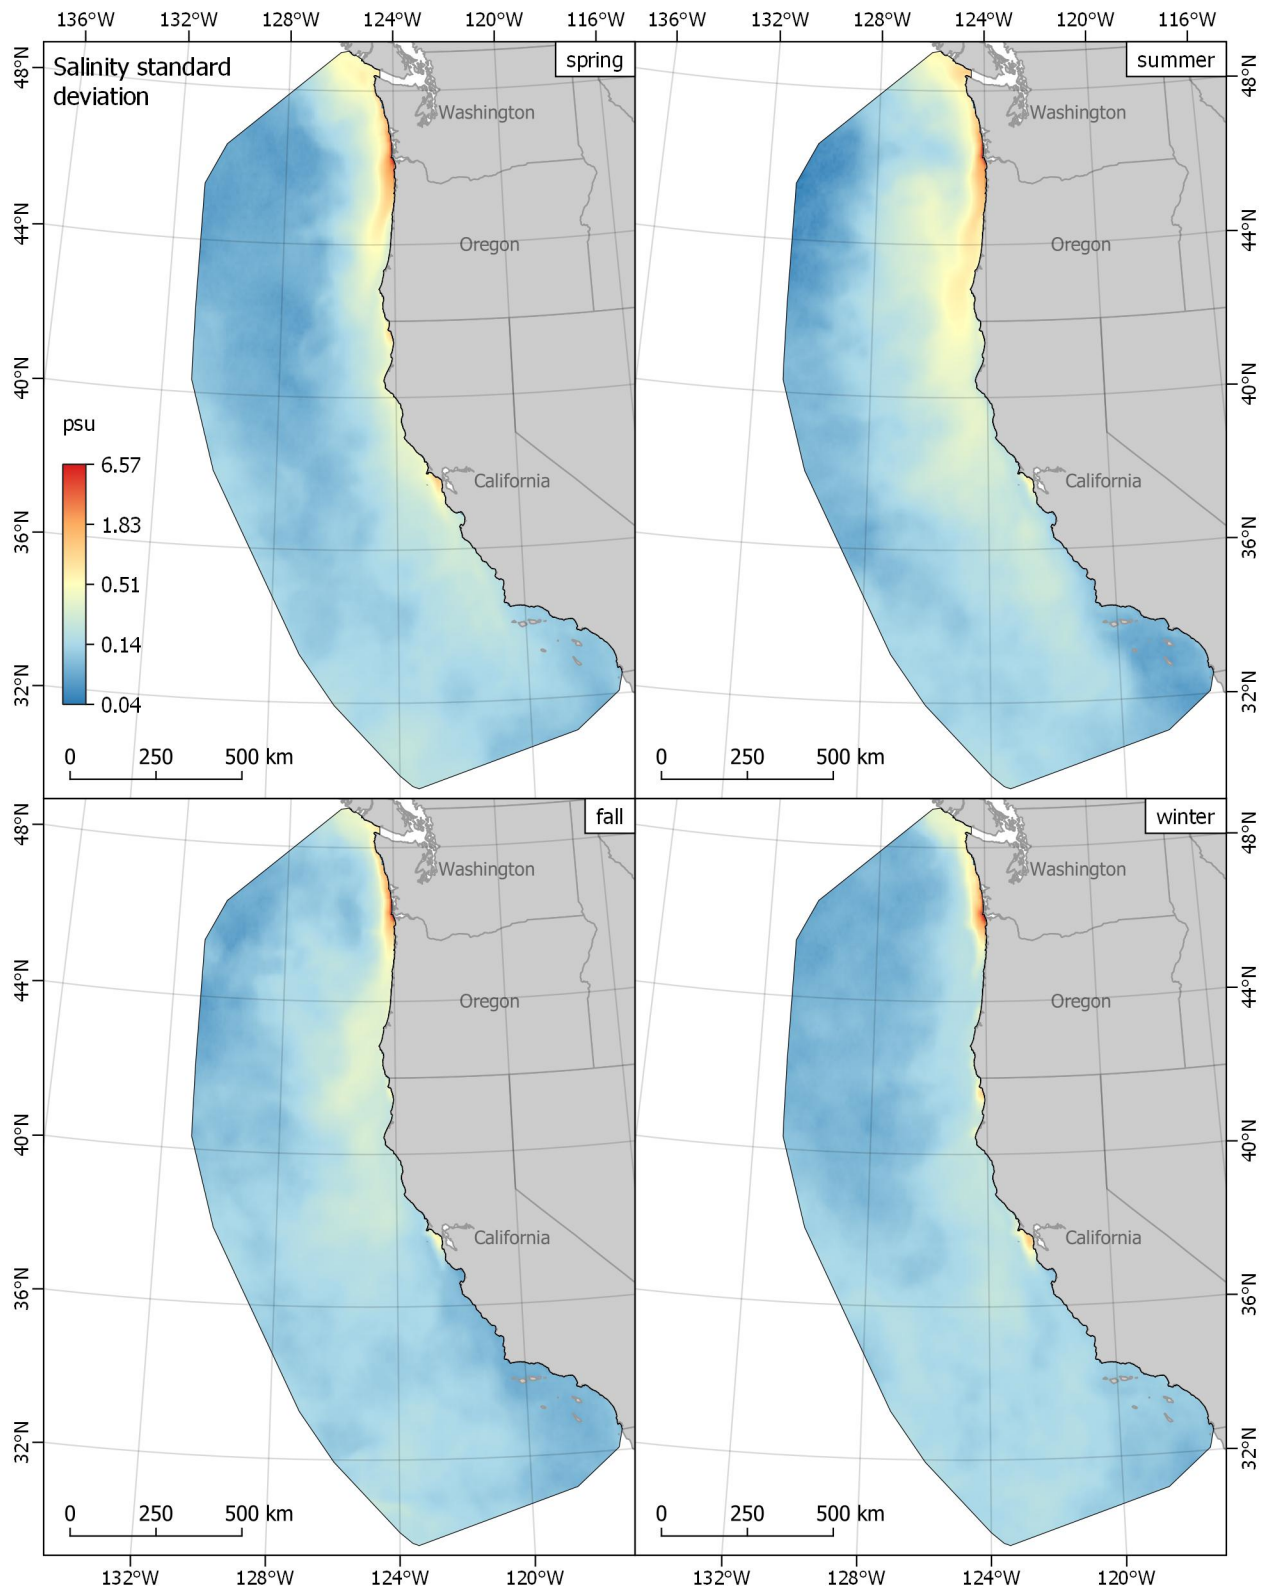 136°W 132°W 128°W 124°W 120°W 116°W 136°W 132°W 128°W 124°W 120°W 116°W
Salinity standard
deviation
spring
summer
48°N
48°N
Washington
Washington
44°N
44°N
Oregon
Oregon
40°N
40°N
psu
6.57
1.83
0.51
0.14
0.04
California
California
36°N
36°N
32°N
32°N
0 250 500 km
0 250 500 km
fall
winter
48°N
48°N
Washington
Washington
44°N
44°N
Oregon
Oregon
40°N
40°N
California
California
36°N
36°N
32°N
32°N
0 250 500 km
0 250 500 km
132°W 128°W 124°W 120°W 132°W 128°W 124°W 120°W